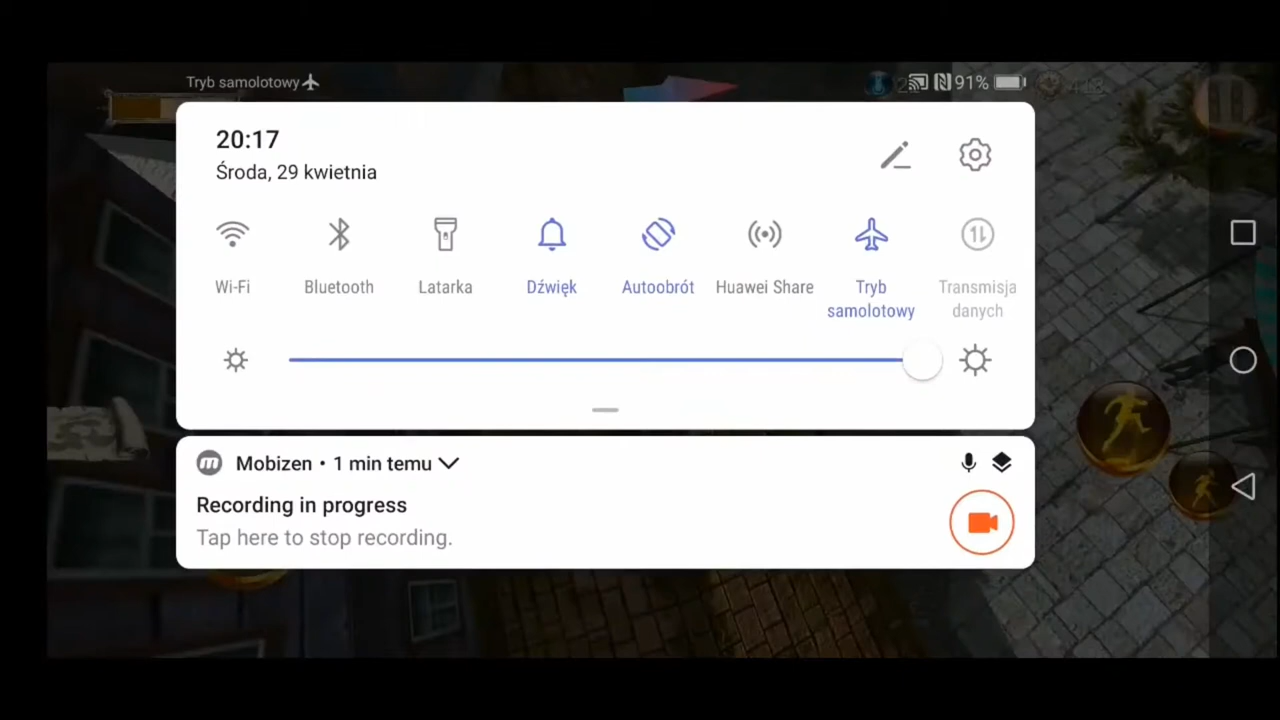 Tryb samolotowy
91%
20:17
Środa, 29 kwietnia
Wi-Fi
Bluetooth
Latarka
Dźwięk
Autoobrót
Huawei Share
Tryb
samolotowy
Transmisja
danych
Mobizen • 1 min temu
Recording in progress
Tap here to stop recording.